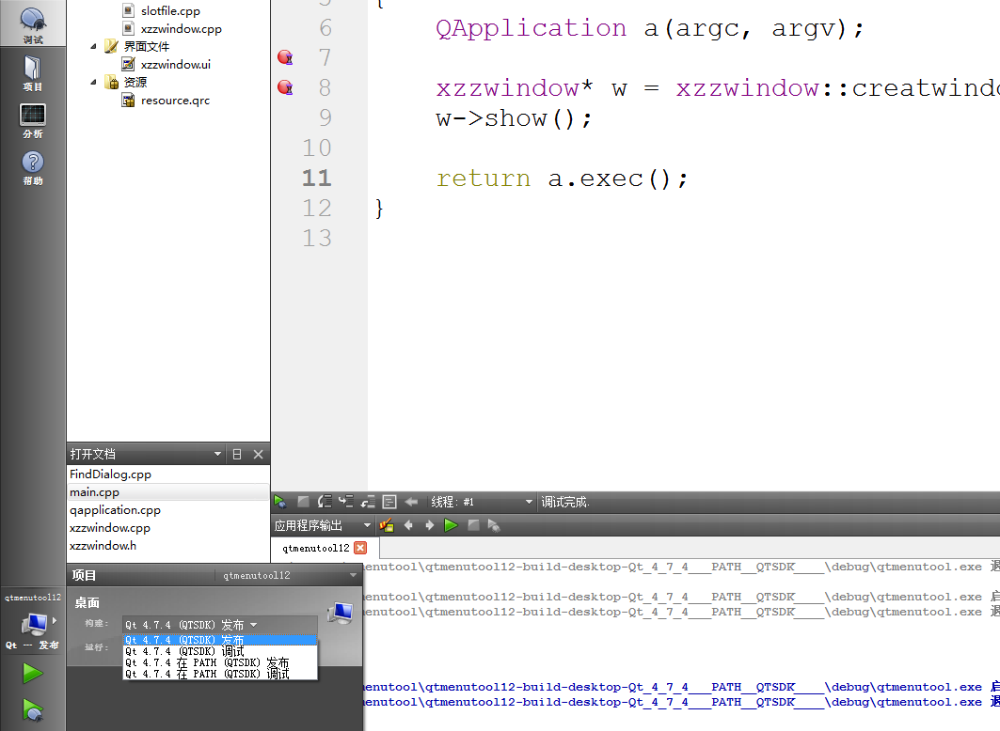 调试
项目
分析
帮助
slotfile.cpp
xzzwindow.cpp
界面文件
xzzwindow.ui
资源
resource.qrc
5 {
6 QApplication a(argc, argv);
7
8 xzzwindow* w = xzzwindow::creatwindo
9 w->show();
10
11 return a.exec();
12 }
13
打开文档
FindDialog.cpp
main.cpp
qapplication.cpp
xzzwindow.cpp
xzzwindow.h
线程: #1 调试完成.
应用程序输出
qtmenutool12
enutool\qtmenutool12-build-desktop-Qt_4_7_4___PATH__QTSDK____\debug\qtmenutool.exe 退
enutool\qtmenutool12-build-desktop-Qt_4_7_4___PATH__QTSDK____\debug\qtmenutool.exe 启
enutool\qtmenutool12-build-desktop-Qt_4_7_4___PATH__QTSDK____\debug\qtmenutool.exe 退
enutool\qtmenutool12-build-desktop-Qt_4_7_4___PATH__QTSDK____\debug\qtmenutool.exe 启
enutool\qtmenutool12-build-desktop-Qt_4_7_4___PATH__QTSDK____\debug\qtmenutool.exe 退
项目 qtmenutool12
桌面
构建: Qt 4.7.4 (QTSDK) 发布
运行:
Qt 4.7.4 (QTSDK) 发布
Qt 4.7.4 (QTSDK) 调试
Qt 4.7.4 在 PATH (QTSDK) 发布
Qt 4.7.4 在 PATH (QTSDK) 调试
qtmenutool12
Qt — 发布